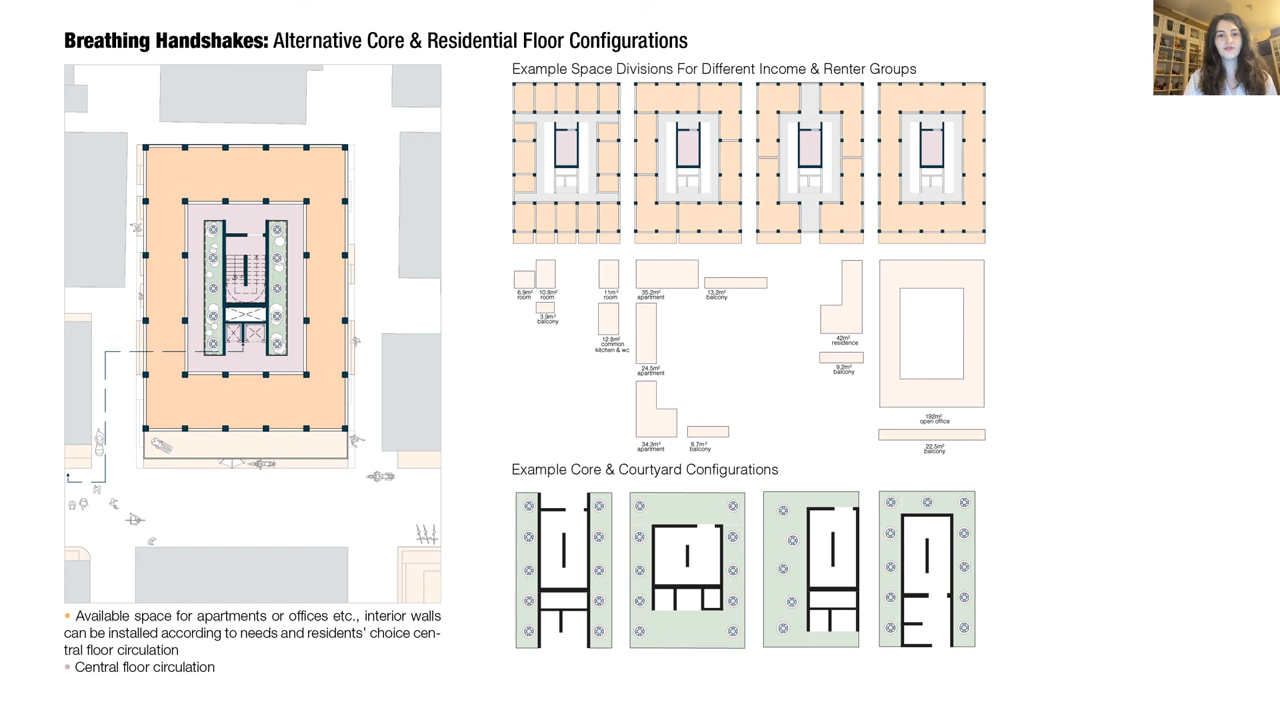 Breathing Handshakes: Alternative Core & Residential Floor Configurations
Example Space Divisions For Different Income & Renter Groups
6.9m²
room
10.8m²
room
3.9m²
balcony
11m²
room
12.8m²
common
kitchen & wc
35.2m²
apartment
13.2m²
balcony
24.5m²
apartment
34.3m²
apartment
8.7m²
balcony
42m²
residence
9.2m²
balcony
192m²
open office
22.5m²
balcony
Example Core & Courtyard Configurations
• Available space for apartments or offices etc., interior walls
can be installed according to needs and residents' choice cen-
tral floor circulation
• Central floor circulation